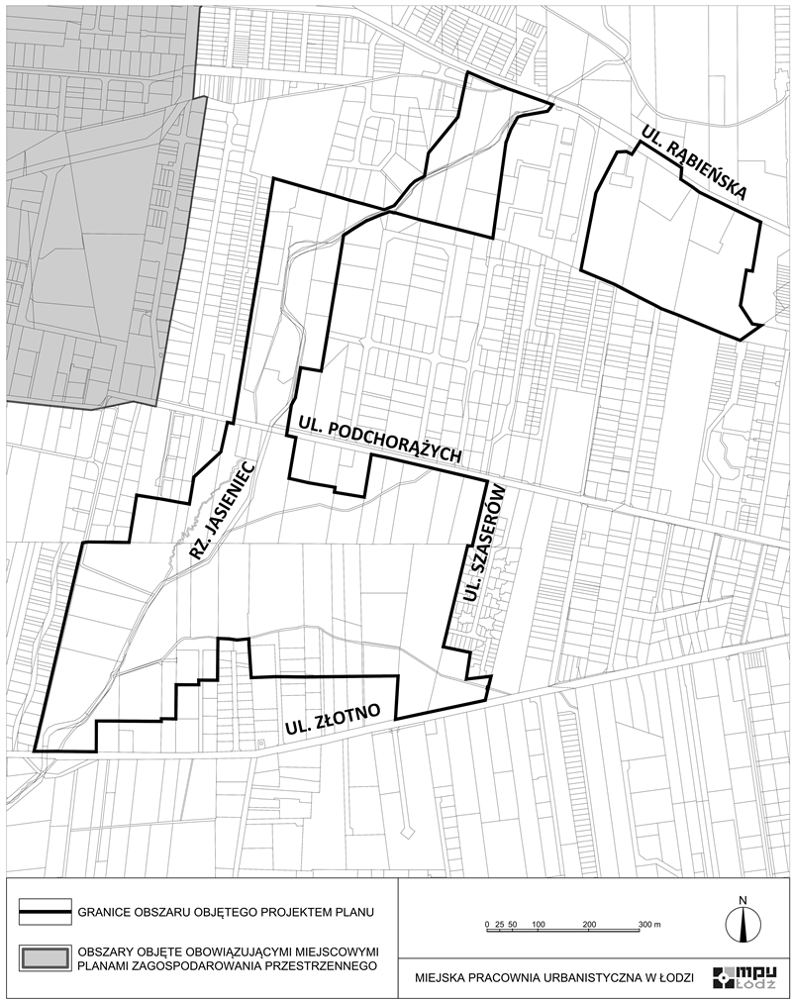 UL. RĄBIEŃSKA
UL. PODCHORĄŻYCH
RZ. JASIENIEC
UL. SZASERÓW
UL. ZŁOTNO
GRANICE OBSZARU OBJĘTEGO PROJEKTEM PLANU
OBSZARY OBJĘTE OBOWIĄZUJĄCYMI MIEJSCOWYMI
PLANAMI ZAGOSPODAROWANIA PRZESTRZENNEGO
N
0 25 50 100 200 300 m
MIEJSKA PRACOWNIA URBANISTYCZNA W ŁODZI
mpu
Łódź